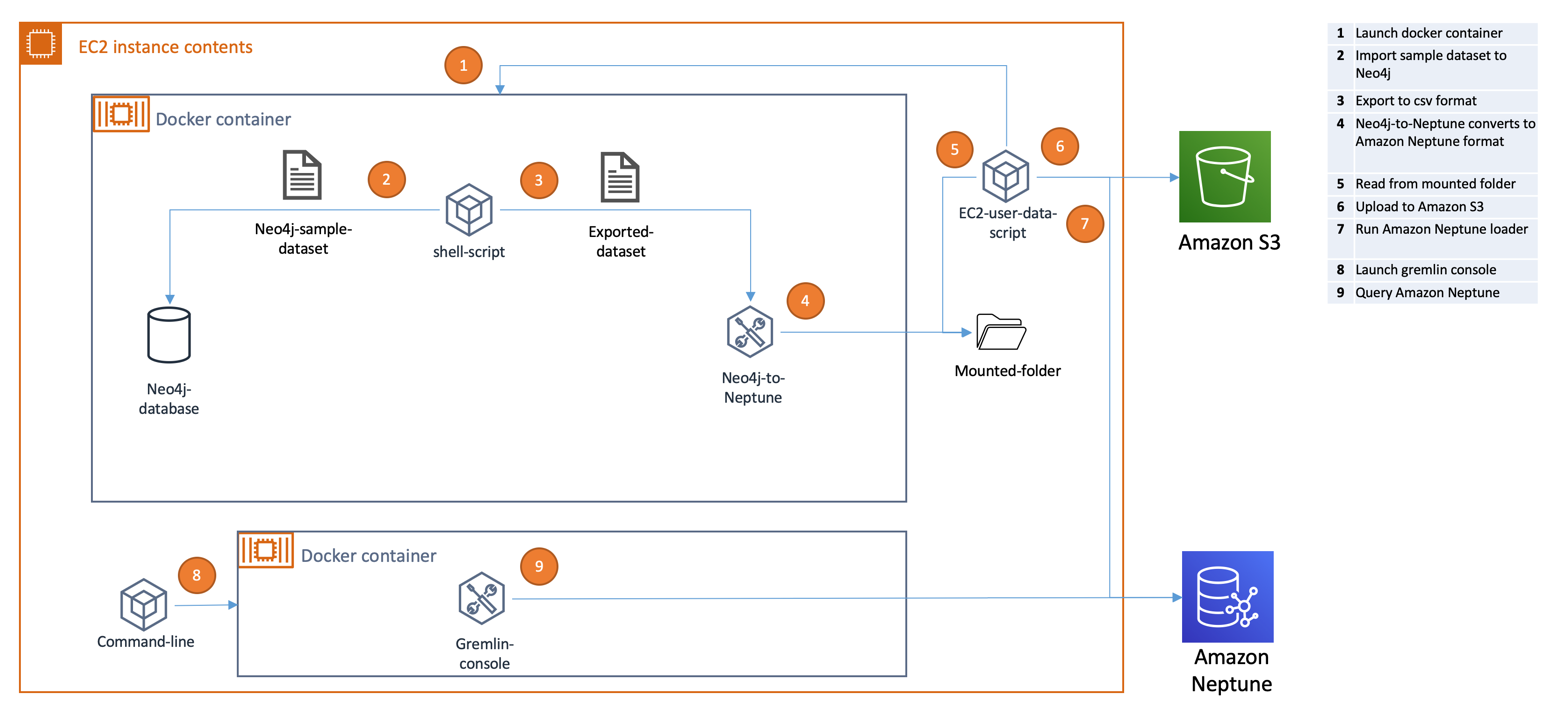 EC2 instance contents
1
Docker container
Neo4j-sample-
dataset
2
shell-script
3
Exported-
dataset
Neo4j-
database
4
Neo4j-to-
Neptune
5
6
EC2-user-data-
script
7
Mounted-folder
Amazon S3
8
Command-line
Docker container
9
Gremlin-
console
Amazon
Neptune
1 Launch docker container
2 Import sample dataset to
Neo4j
3 Export to csv format
4 Neo4j-to-Neptune converts to
Amazon Neptune format
5 Read from mounted folder
6 Upload to Amazon S3
7 Run Amazon Neptune loader
8 Launch gremlin console
9 Query Amazon Neptune